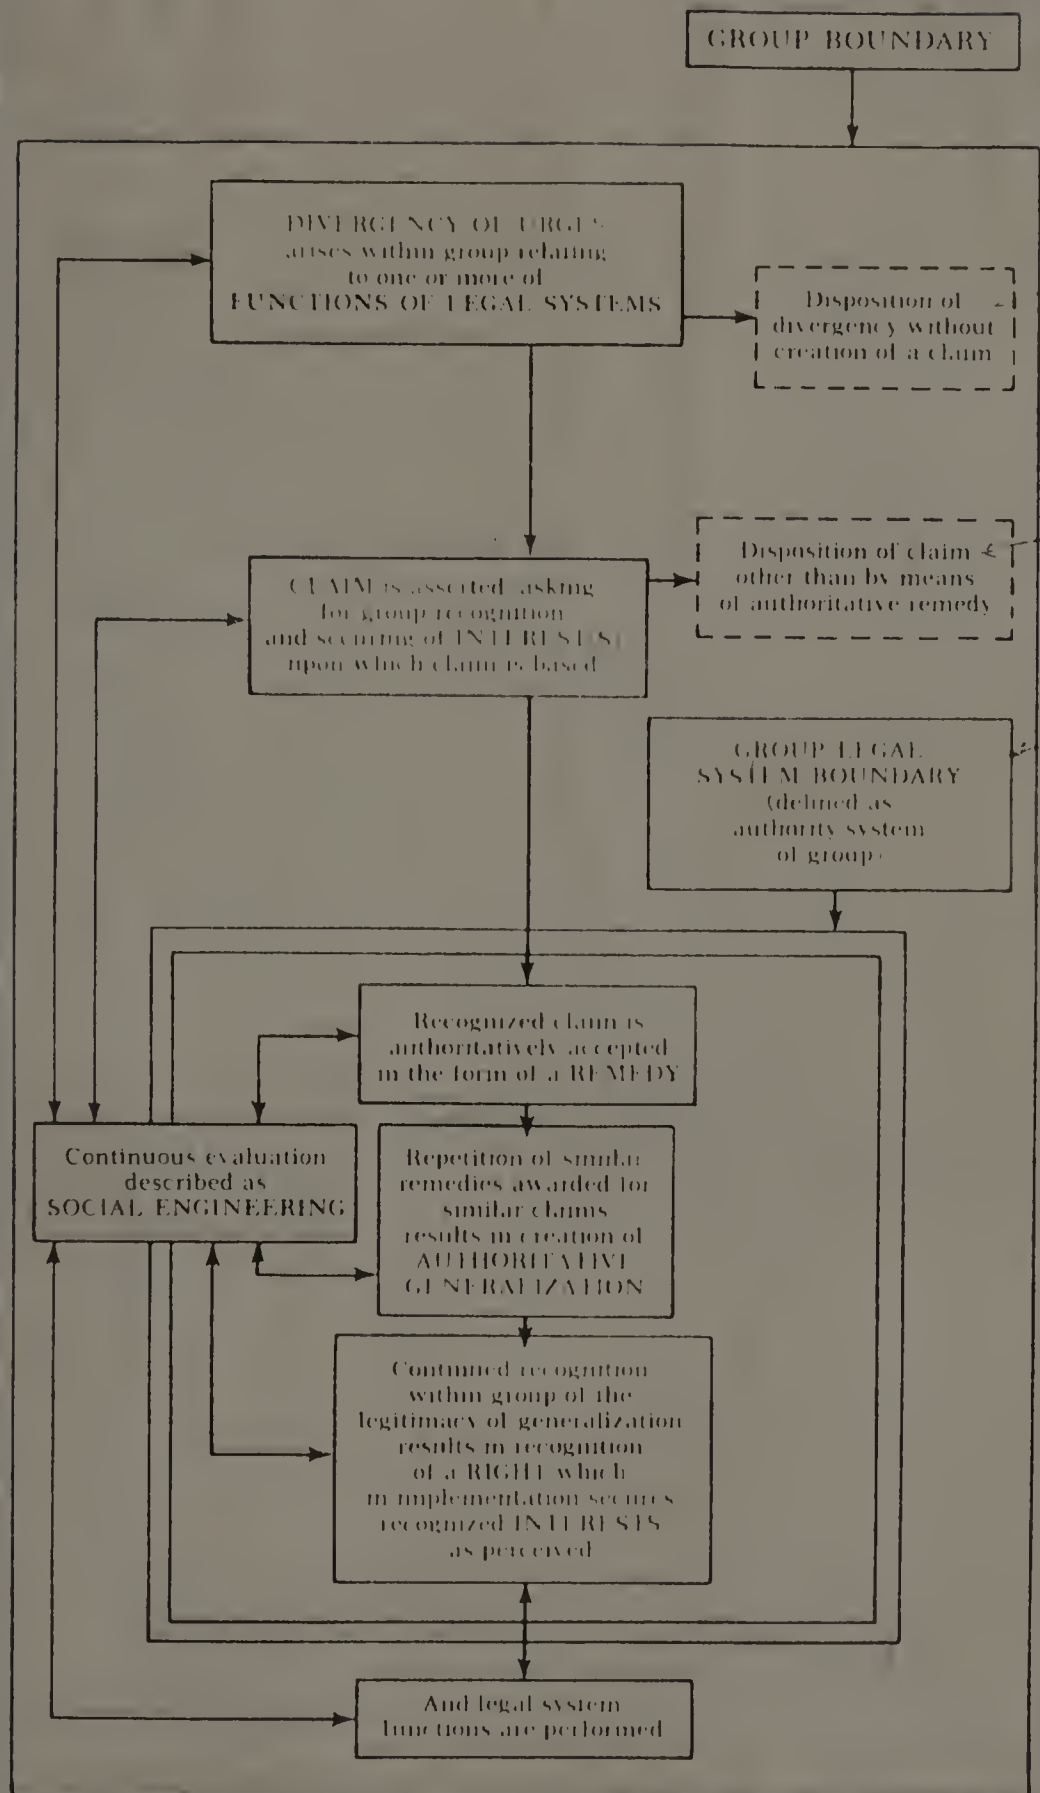 GROUP BOUNDARY
DIVERGENCY OF URGES
arises within group relating
to one or more of
FUNCTIONS OF LEGAL SYSTEMS
Disposition of
divergency without
creation of a claim
CLAIM is asserted asking
for group recognition
and securing of INTEREST(S)
upon which claim is based
Disposition of claim
other than by means
of authoritative remedy
GROUP LEGAL
SYSTEM BOUNDARY
(defined as
authority system
of group)
Recognized claim is
authoritatively accepted
in the form of a REMEDY
Continuous evaluation
described as
SOCIAL ENGINEERING
Repetition of similar
remedies awarded for
similar claims
results in creation of
AUTHORITATIVE
GENERALIZATION
Continued recognition
within group of the
legitimacy of generalization
results in recognition
of a RIGHT which
in implementation secures
recognized INTERESTS
as perceived
And legal system
functions are performed